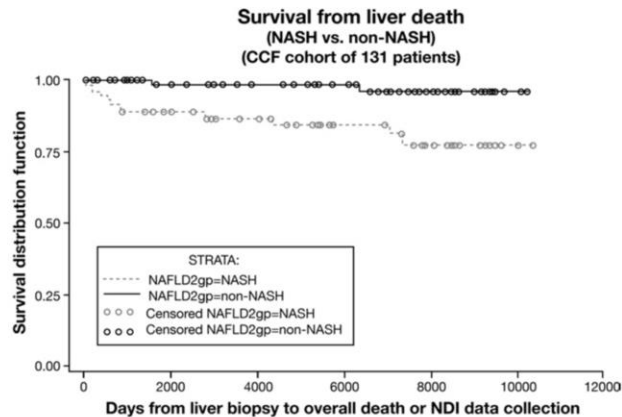 Survival from liver death
(NASH vs. non-NASH)
(CCF cohort of 131 patients)
Survival distribution function
1.00
0.75
0.50
0.25
0.00
STRATA:
NAFLD2gp=NASH
NAFLD2gp=non-NASH
Censored NAFLD2gp=NASH
Censored NAFLD2gp=non-NASH
0 2000 4000 6000 8000 10000 12000
Days from liver biopsy to overall death or NDI data collection